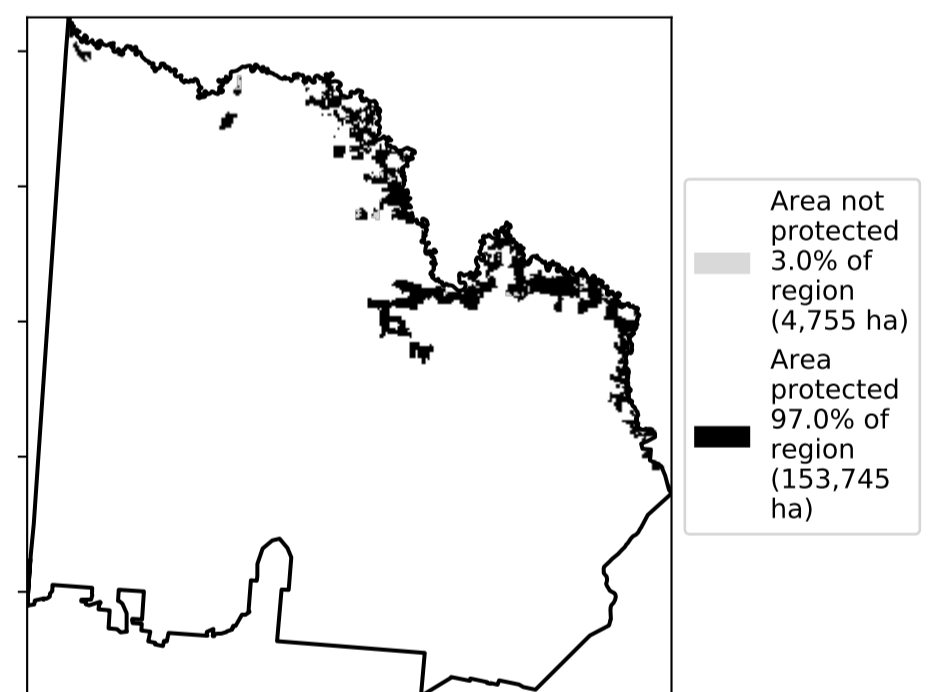 Area not
protected
3.0% of
region
(4,755 ha)
Area
protected
97.0% of
region
(153,745
ha)